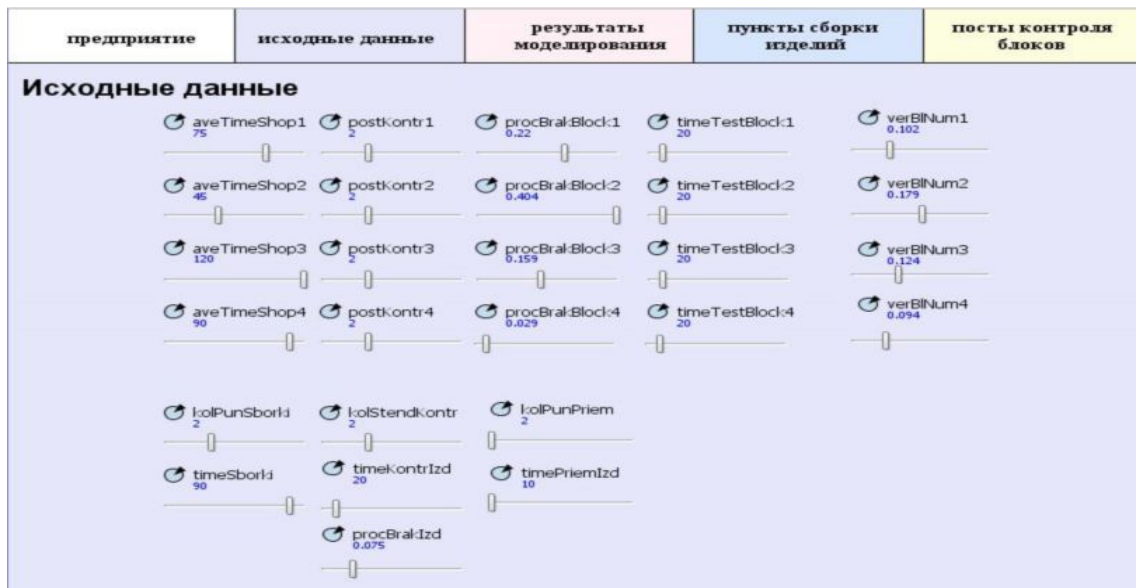 предприятие
исходные данные
результаты
моделирования
пункты сборки
изделий
посты контроля
блоков
Исходные данные
aveTimeShop1
75
postKontr1
2
procBrakBlock1
0.22
timeTestBlock1
20
verBlNum1
0.102
aveTimeShop2
45
postKontr2
2
procBrakBlock2
0.404
timeTestBlock2
20
verBlNum2
0.179
aveTimeShop3
120
postKontr3
2
procBrakBlock3
0.159
timeTestBlock3
20
verBlNum3
0.124
aveTimeShop4
90
postKontr4
2
procBrakBlock4
0.029
timeTestBlock4
20
verBlNum4
0.094
kolPunSborki
2
kolStendKontr
2
kolPunPriem
2
timeSborki
90
timeKontrIzd
20
timePriemIzd
10
procBrakIzd
0.075